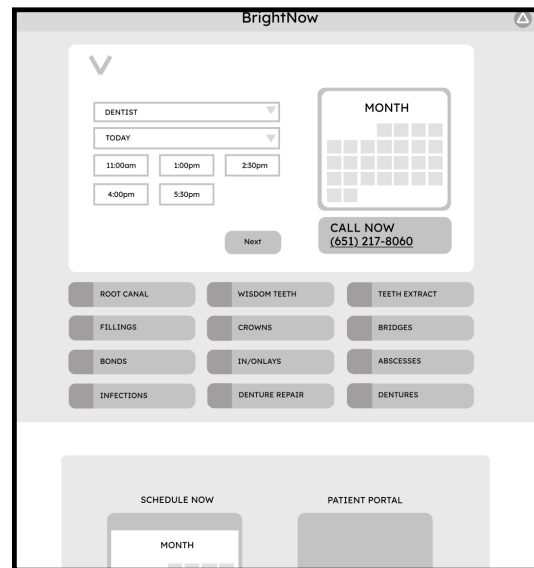 BrightNow
DENTIST
TODAY
11:00am 1:00pm 2:30pm
4:00pm 5:30pm
Next
MONTH
CALL NOW
(651) 217-8060
ROOT CANAL WISDOM TEETH TEETH EXTRACT
FILLINGS CROWNS BRIDGES
BONDS IN/ONLAYS ABSCESSES
INFECTIONS DENTURE REPAIR DENTURES
SCHEDULE NOW PATIENT PORTAL
MONTH